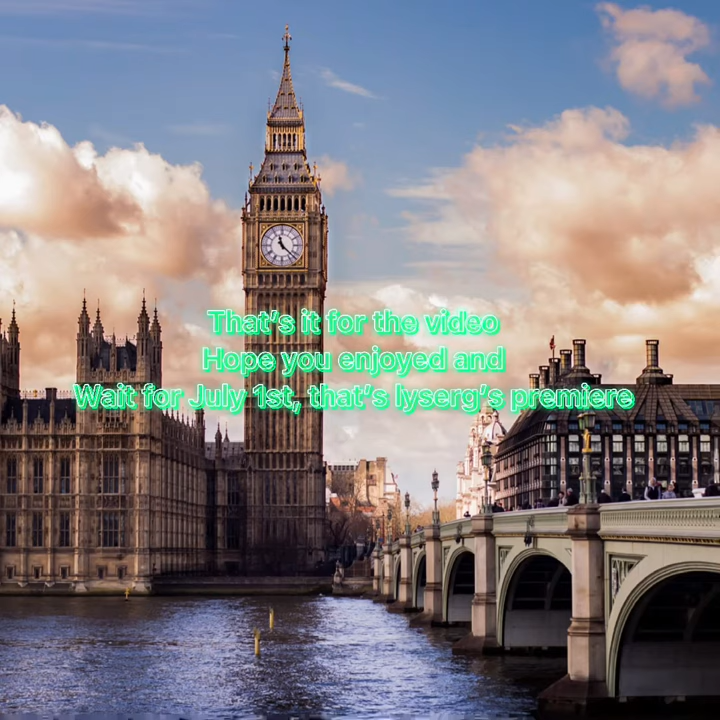 That's it for the video
Hope you enjoyed and
Wait for July 1st, that's lyserg's premiere